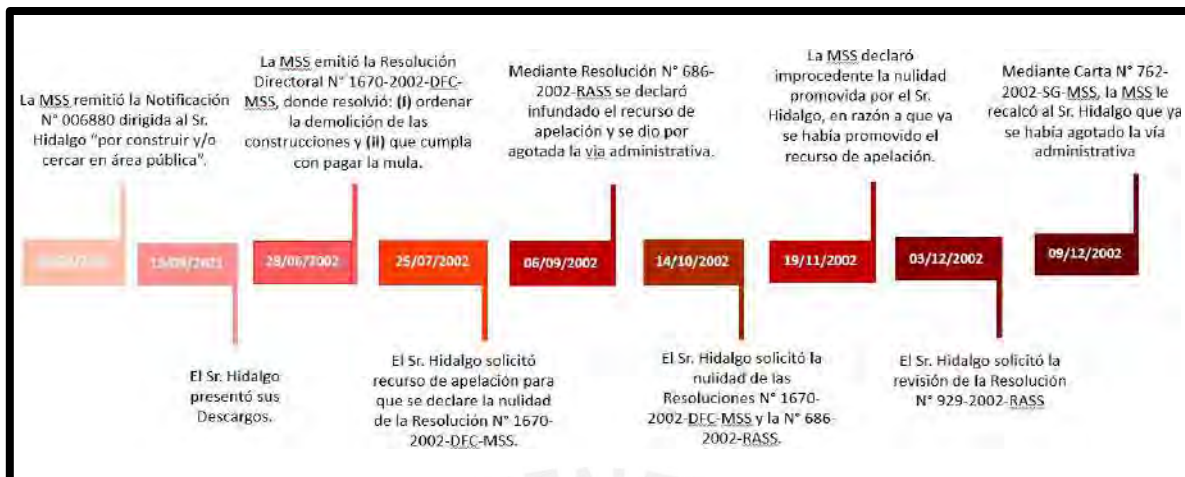 La MSS remitió la Notificación
N° 006880 dirigida al Sr.
Hidalgo "por construir y/o
cercar en área pública".
La MSS emitió la Resolución
Directoral N° 1670-2002-DFC-
MSS, donde resolvió: (i) ordenar
la demolición de las
construcciones y (ii) que cumpla
con pagar la mula.
Mediante Resolución N° 686-
2002-RASS se declaró
infundado el recurso de
apelación y se dio por
agotada la vía administrativa.
La MSS declaró
improcedente la nulidad
promovida por el Sr.
Hidalgo, en razón a que ya
se había promovido el
recurso de apelación.
Mediante Carta N° 762-
2002-SG-MSS, la MSS le
recalcó al Sr. Hidalgo que ya
se había agotado la vía
administrativa
28/06/2002
25/07/2002
06/09/2002
14/10/2002
19/11/2002
03/12/2002
09/12/2002
El Sr. Hidalgo
presentó sus
Descargos.
El Sr. Hidalgo solicitó
recurso de apelación para
que se declare la nulidad
de la Resolución N° 1670-
2002-DFC-MSS.
El Sr. Hidalgo solicitó la
nulidad de las
Resoluciones N° 1670-
2002-DFC-MSS y la N° 686-
2002-RASS.
El Sr. Hidalgo solicitó la
revisión de la Resolución
N° 929-2002-RASS